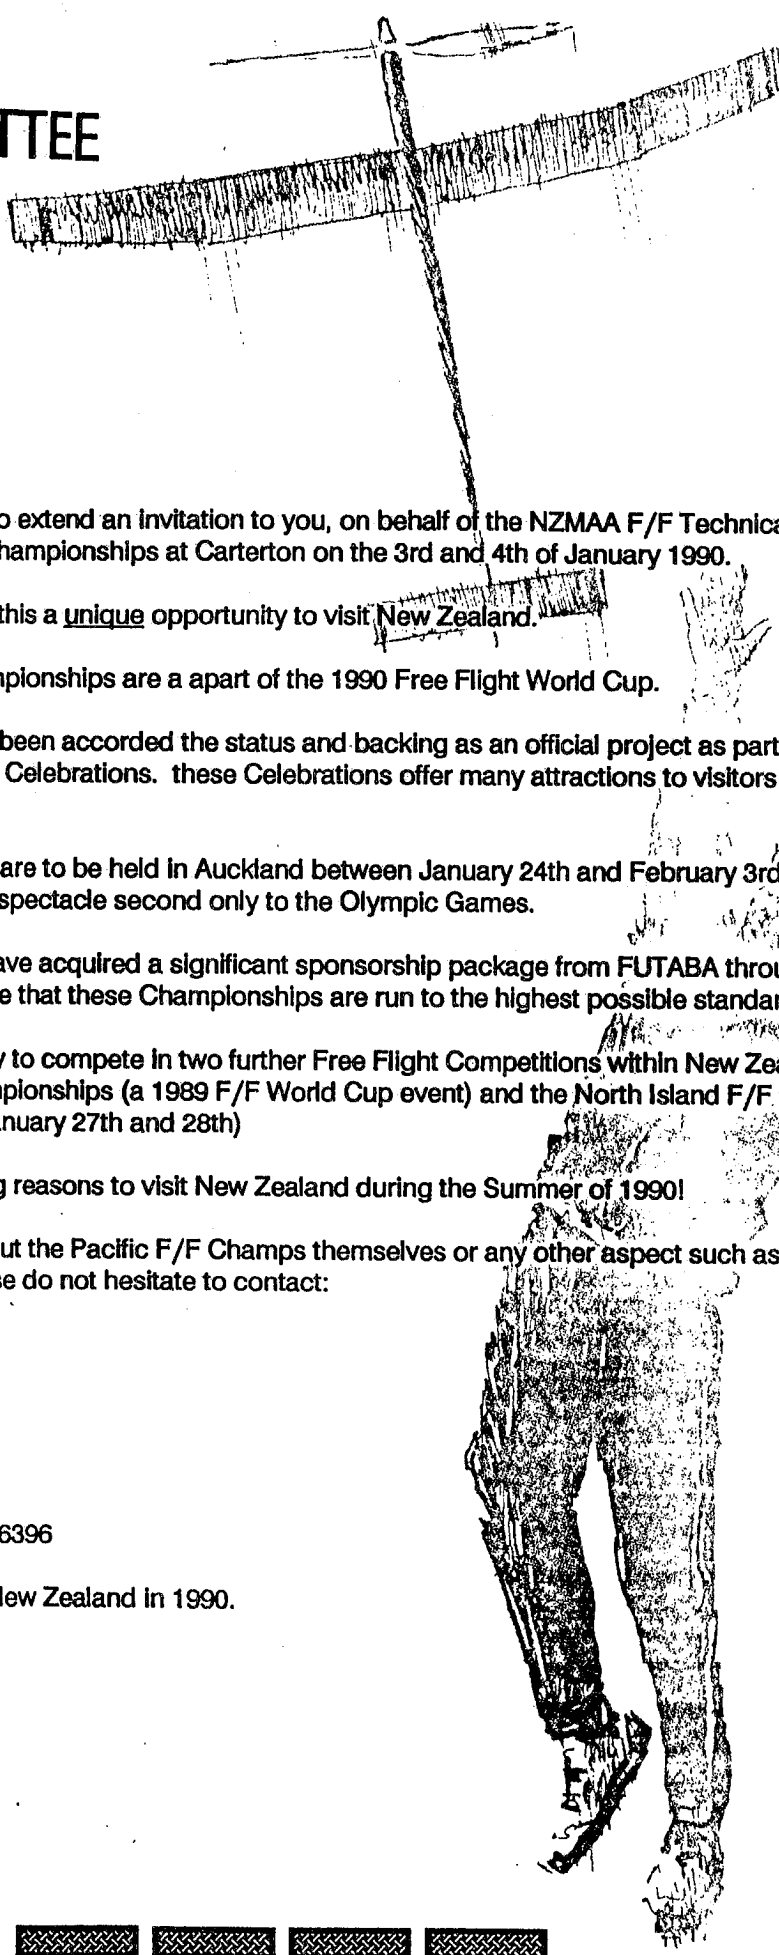 TTEE
o extend an invitation to you, on behalf of the NZMAA F/F Technica
hampionships at Carterton on the 3rd and 4th of January 1990.
this a unique opportunity to visit New Zealand.
npionships are a apart of the 1990 Free Flight World Cup.
been accorded the status and backing as an official project as part
Celebrations. these Celebrations offer many attractions to visitors
are to be held in Auckland between January 24th and February 3rd
spectacle second only to the Olympic Games.
ave acquired a significant sponsorship package from FUTABA throu
e that these Championships are run to the highest possible standar
y to compete in two further Free Flight Competitions within New Zea
npionships (a 1989 F/F World Cup event) and the North Island F/F
nuary 27th and 28th)
g reasons to visit New Zealand during the Summer of 1990!
ut the Pacific F/F Champs themselves or any other aspect such as
se do not hesitate to contact:
6396
New Zealand in 1990.